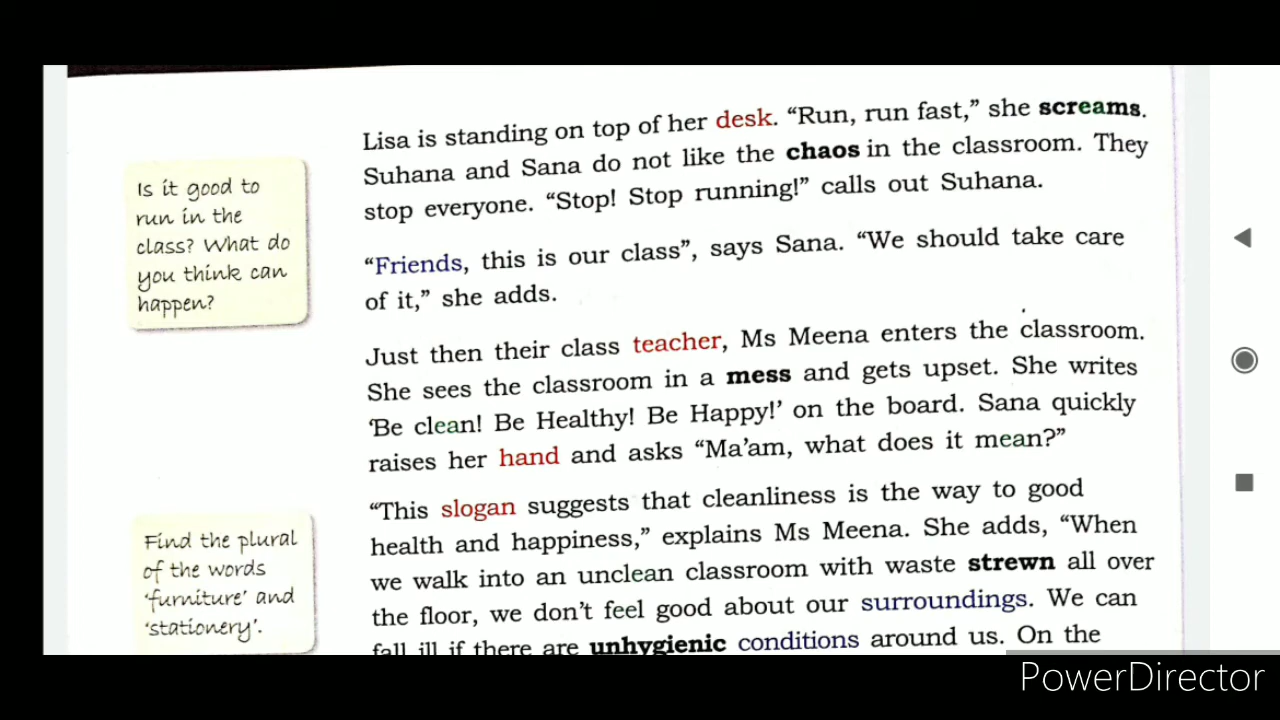 Lisa is standing on top of her desk. “Run, run fast,” she screams.
Suhana and Sana do not like the chaos in the classroom. They
stop everyone. “Stop! Stop running!” calls out Suhana.
Is it good to
run in the
class? What do
you think can
happen?
“Friends, this is our class”, says Sana. “We should take care
of it,” she adds.
Just then their class teacher, Ms Meena enters the classroom.
She sees the classroom in a mess and gets upset. She writes
‘Be clean! Be Healthy! Be Happy!’ on the board. Sana quickly
raises her hand and asks “Ma’am, what does it mean?”
“This slogan suggests that cleanliness is the way to good
health and happiness,” explains Ms Meena. She adds, “When
we walk into an unclean classroom with waste strewn all over
the floor, we don’t feel good about our surroundings. We can
fall ill if there are unhygienic conditions around us. On the
Find the plural
of the words
‘furniture’ and
‘stationery’.
PowerDirector